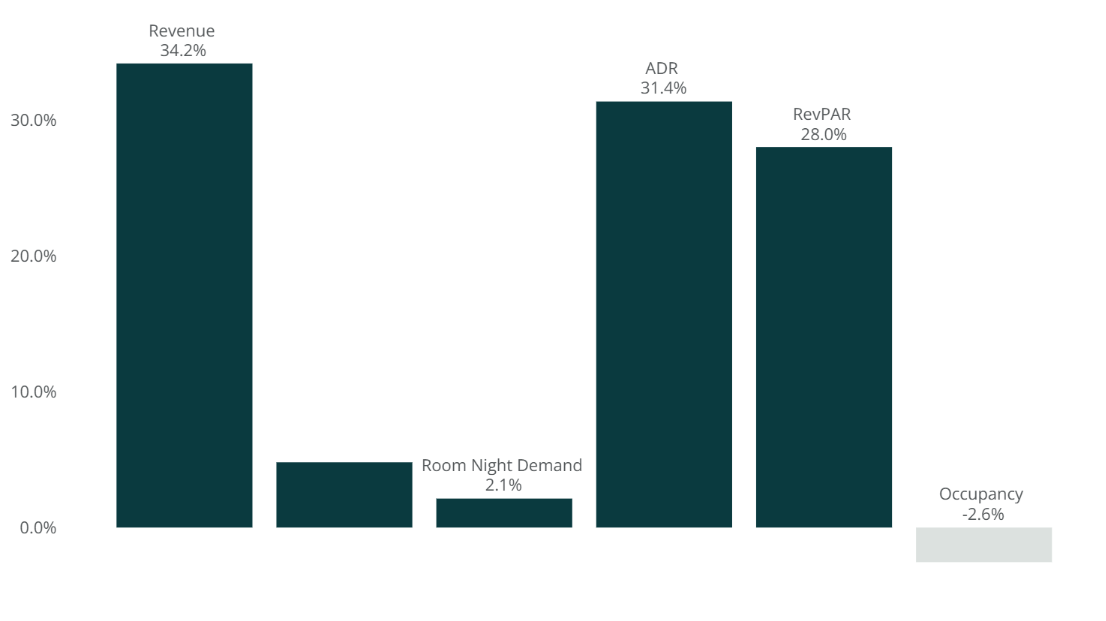 Revenue
34.2%
ADR
31.4%
RevPAR
28.0%
30.0%
20.0%
10.0%
Room Night Demand
2.1%
Occupancy
-2.6%
0.0%